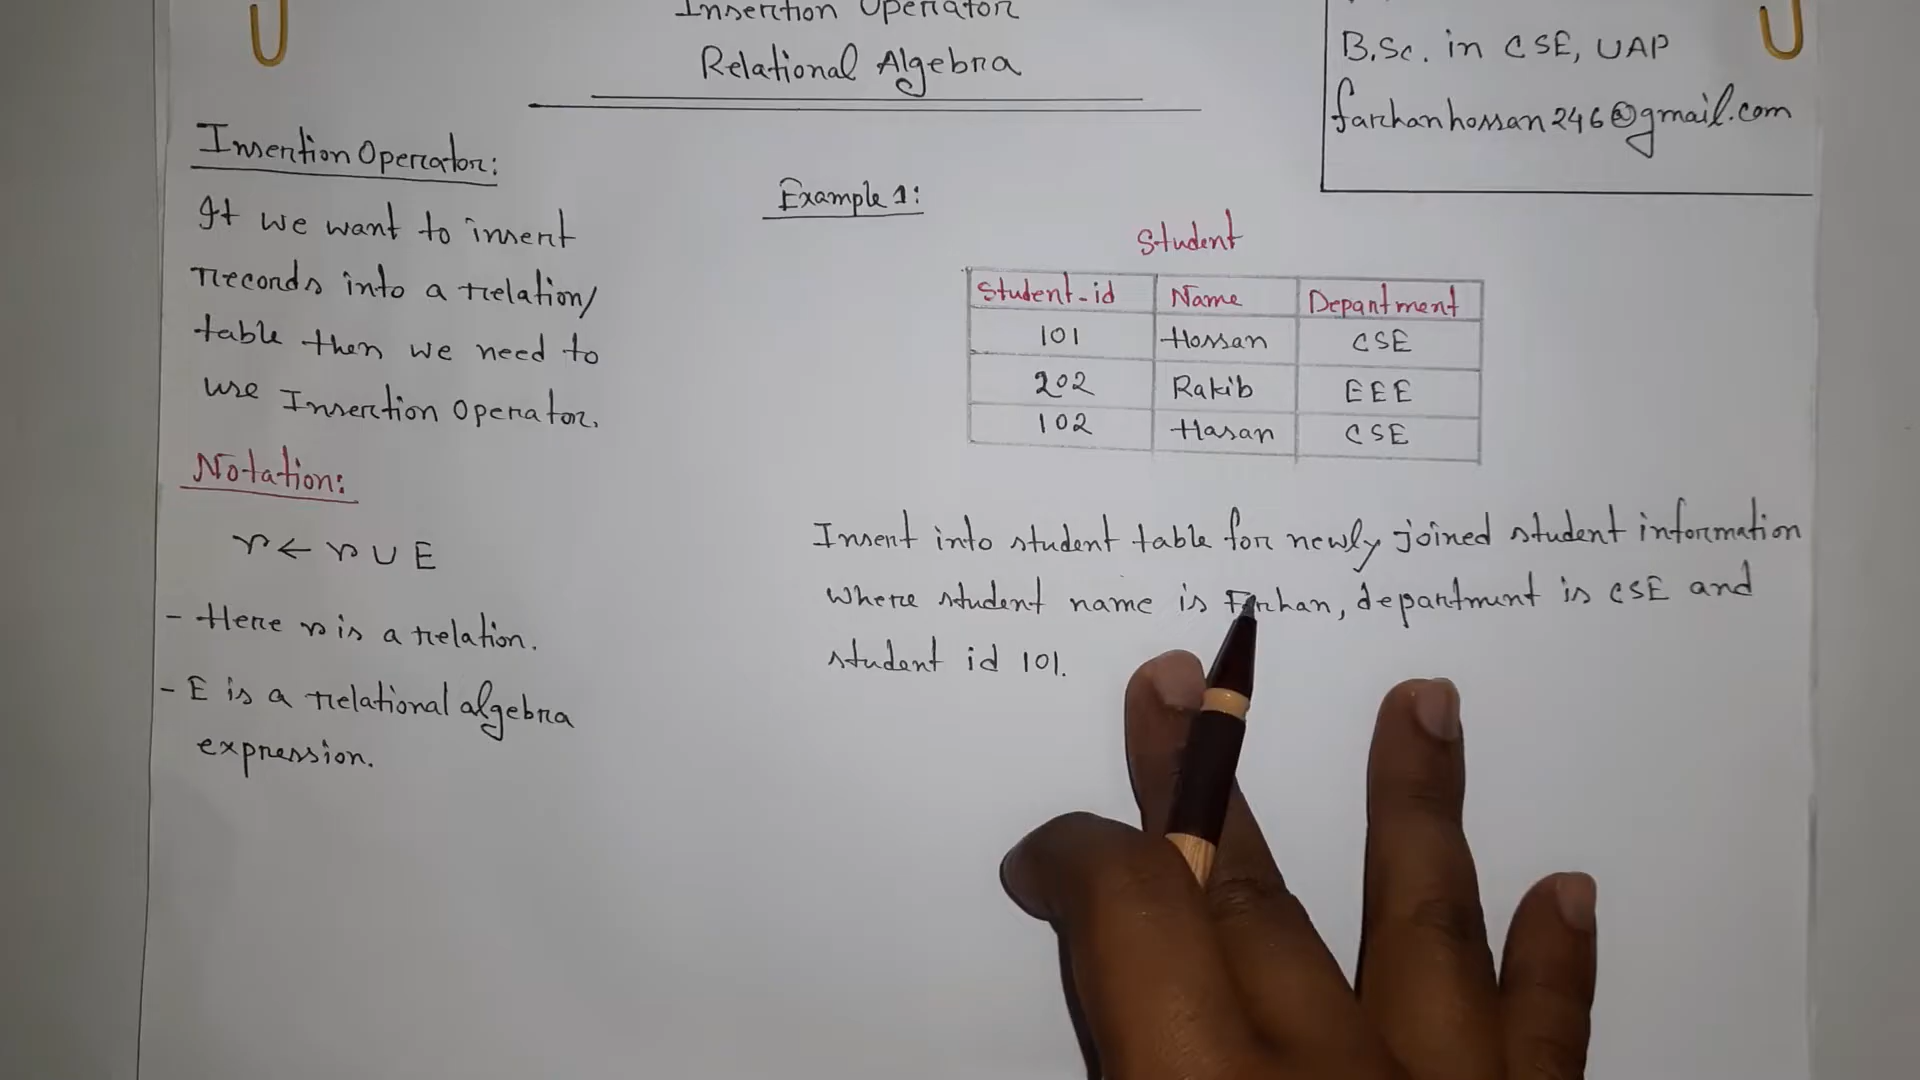 Insertion Operator
Relational Algebra
B.Sc. in CSE, UAP
farhanhossan246@gmail.com
Insertion Operator:
If we want to insert
records into a relation/
table then we need to
use Insertion Operator.
Notation:
r ← r ∪ E
- Here r is a relation.
- E is a relational algebra
expression.
Example 1:
Student
Student-id Name Department
101 Hossan CSE
202 Rakib EEE
102 Hasan CSE
Insert into student table for newly joined student information
where student name is Farhan, department is CSE and
student id 101.